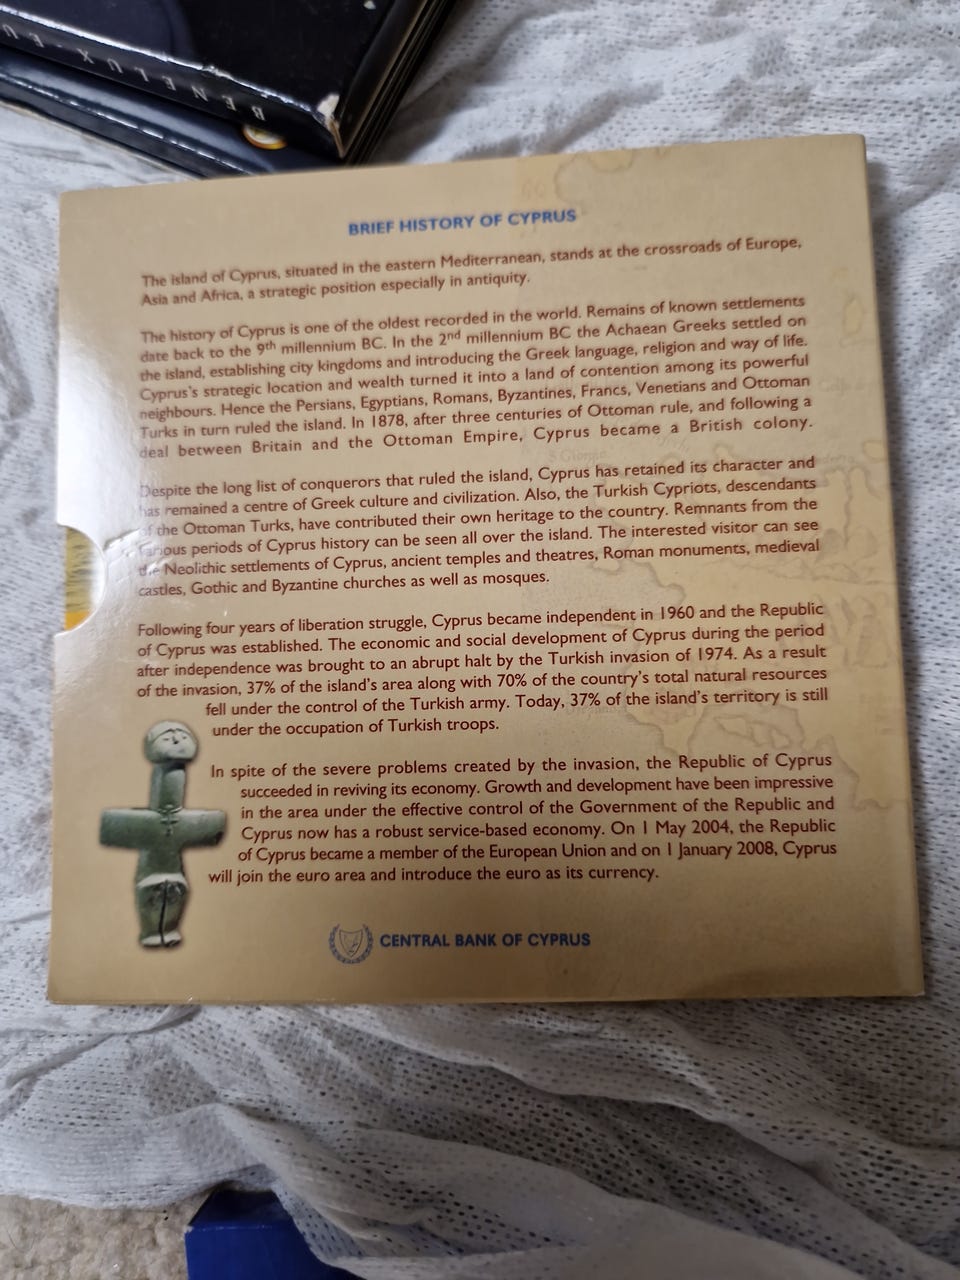 BENELUX - EU
BRIEF HISTORY OF CYPRUS
The island of Cyprus, situated in the eastern Mediterranean, stands at the crossroads of Europe,
Asia and Africa, a strategic position especially in antiquity.
The history of Cyprus is one of the oldest recorded in the world. Remains of known settlements
date back to the 9th millennium BC. In the 2nd millennium BC the Achaean Greeks settled on
the island, establishing city kingdoms and introducing the Greek language, religion and way of life.
Cyprus's strategic location and wealth turned it into a land of contention among its powerful
neighbours. Hence the Persians, Egyptians, Romans, Byzantines, Francs, Venetians and Ottoman
Turks in turn ruled the island. In 1878, after three centuries of Ottoman rule, and following a
deal between Britain and the Ottoman Empire, Cyprus became a British colony.
Despite the long list of conquerors that ruled the island, Cyprus has retained its character and
has remained a centre of Greek culture and civilization. Also, the Turkish Cypriots, descendants
of the Ottoman Turks, have contributed their own heritage to the country. Remnants from the
various periods of Cyprus history can be seen all over the island. The interested visitor can see
the Neolithic settlements of Cyprus, ancient temples and theatres, Roman monuments, medieval
castles, Gothic and Byzantine churches as well as mosques.
Following four years of liberation struggle, Cyprus became independent in 1960 and the Republic
of Cyprus was established. The economic and social development of Cyprus during the period
after independence was brought to an abrupt halt by the Turkish invasion of 1974. As a result
of the invasion, 37% of the island's area along with 70% of the country's total natural resources
fell under the control of the Turkish army. Today, 37% of the island's territory is still
under the occupation of Turkish troops.
In spite of the severe problems created by the invasion, the Republic of Cyprus
succeeded in reviving its economy. Growth and development have been impressive
in the area under the effective control of the Government of the Republic and
Cyprus now has a robust service-based economy. On 1 May 2004, the Republic
of Cyprus became a member of the European Union and on 1 January 2008, Cyprus
will join the euro area and introduce the euro as its currency.
CENTRAL BANK OF CYPRUS